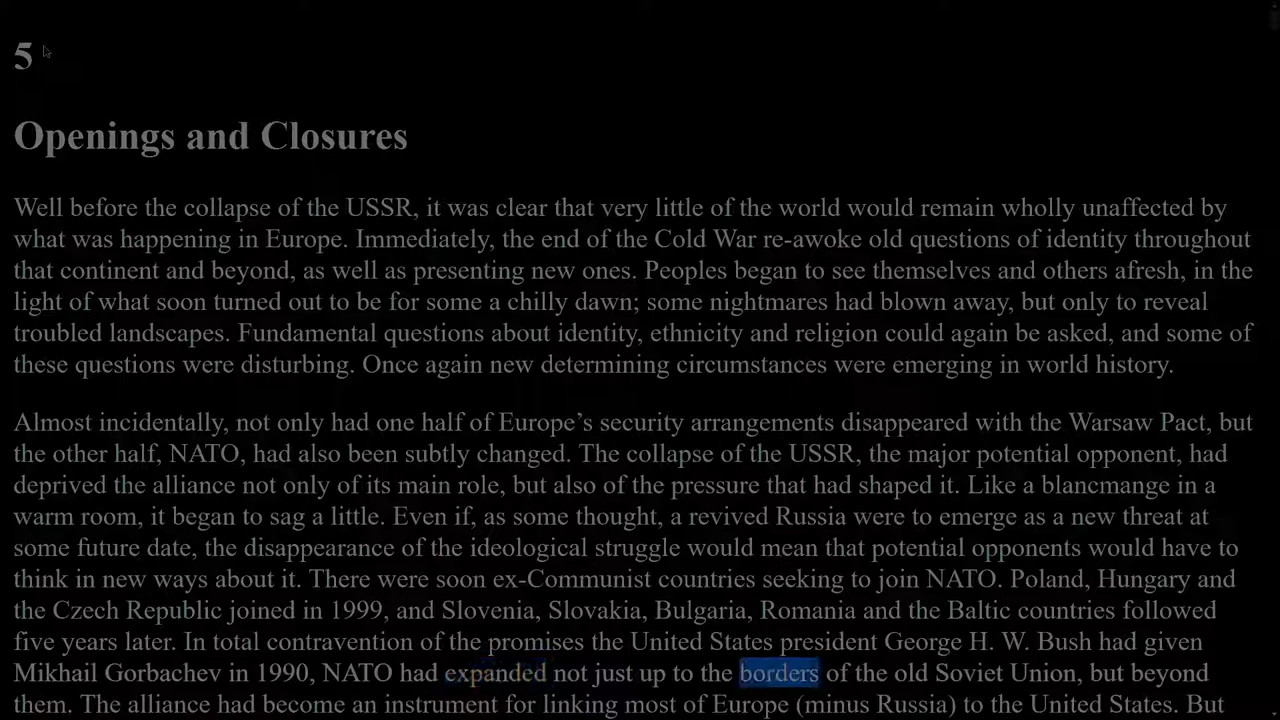 5
Openings and Closures
Well before the collapse of the USSR, it was clear that very little of the world would remain wholly unaffected by
what was happening in Europe. Immediately, the end of the Cold War re-awoke old questions of identity throughout
that continent and beyond, as well as presenting new ones. Peoples began to see themselves and others afresh, in the
light of what soon turned out to be for some a chilly dawn; some nightmares had blown away, but only to reveal
troubled landscapes. Fundamental questions about identity, ethnicity and religion could again be asked, and some of
these questions were disturbing. Once again new determining circumstances were emerging in world history.
Almost incidentally, not only had one half of Europe’s security arrangements disappeared with the Warsaw Pact, but
the other half, NATO, had also been subtly changed. The collapse of the USSR, the major potential opponent, had
deprived the alliance not only of its main role, but also of the pressure that had shaped it. Like a blancmange in a
warm room, it began to sag a little. Even if, as some thought, a revived Russia were to emerge as a new threat at
some future date, the disappearance of the ideological struggle would mean that potential opponents would have to
think in new ways about it. There were soon ex-Communist countries seeking to join NATO. Poland, Hungary and
the Czech Republic joined in 1999, and Slovenia, Slovakia, Bulgaria, Romania and the Baltic countries followed
five years later. In total contravention of the promises the United States president George H. W. Bush had given
Mikhail Gorbachev in 1990, NATO had expanded not just up to the borders of the old Soviet Union, but beyond
them. The alliance had become an instrument for linking most of Europe (minus Russia) to the United States. But